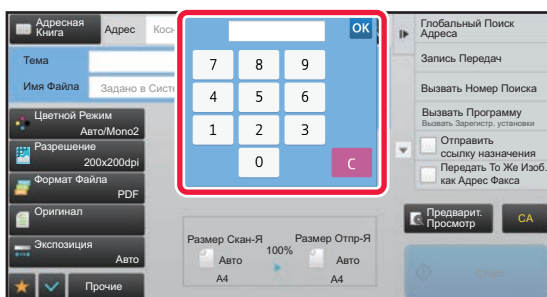 Адресная
Книга
Адрес
OK
Глобальный Поиск
Адреса
Тема
Запись Передач
Имя Файла
Задано в
7 8 9
4 5 6
1 2 3
0 C
Вызвать Номер Поиска
Вызвать Программу
Вызвать Зарегистр. установки
Отправить
ссылку назначения
Передать То Же Изоб.
как Адрес Факса
Цветной Режим
Авто/Mono2
Разрешение
200x200dpi
Формат Файла
PDF
Оригинал
Экспозиция
Авто
Прочие
Размер Скан-Я
Авто
A4
100%
Размер Отпр-Я
Авто
A4
Предварит.
Просмотр
CA